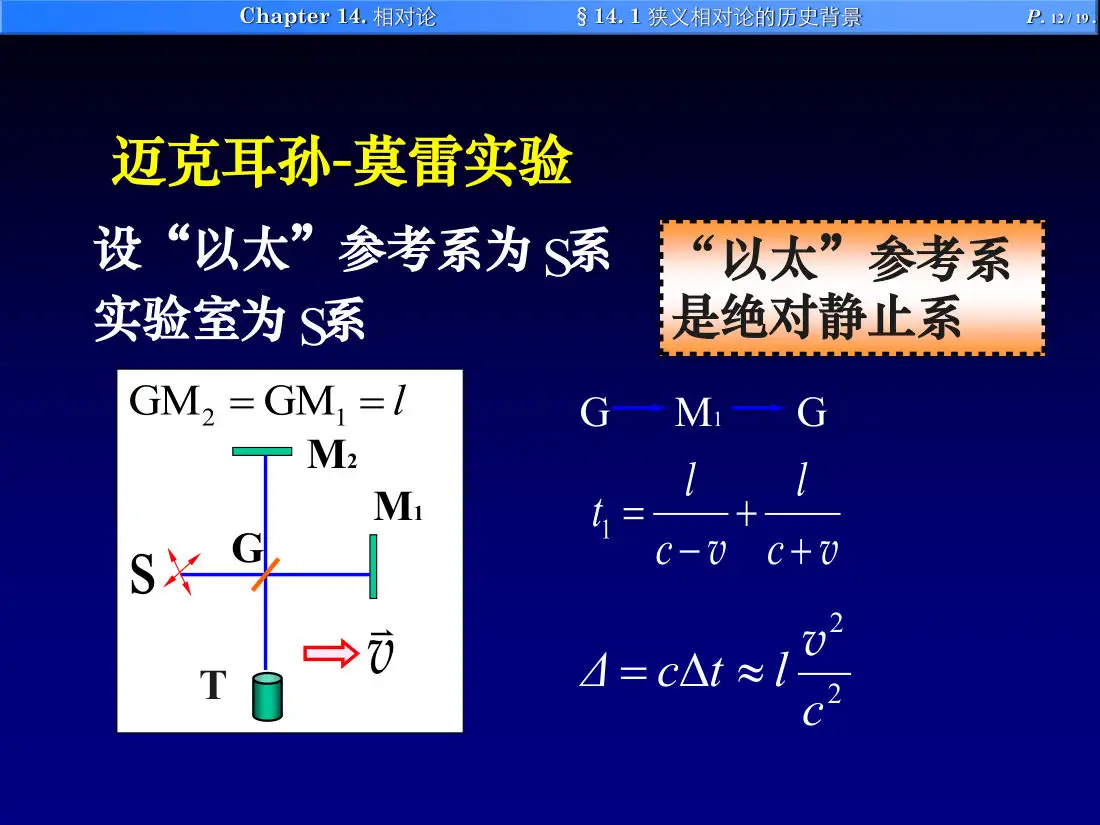 Chapter 14. 相对论 §14.1 狭义相对论的历史背景 P. 12 / 19 .
迈克耳孙-莫雷实验
设“以太”参考系为 S系
实验室为 S系
“以太”参考系
是绝对静止系
GM₂ = GM₁ = l
M₂
M₁
G
S
T
v⃗
G → M₁ → G
t₁ = l/(c − v) + l/(c + v)
Δ = cΔt ≈ l v²/c²